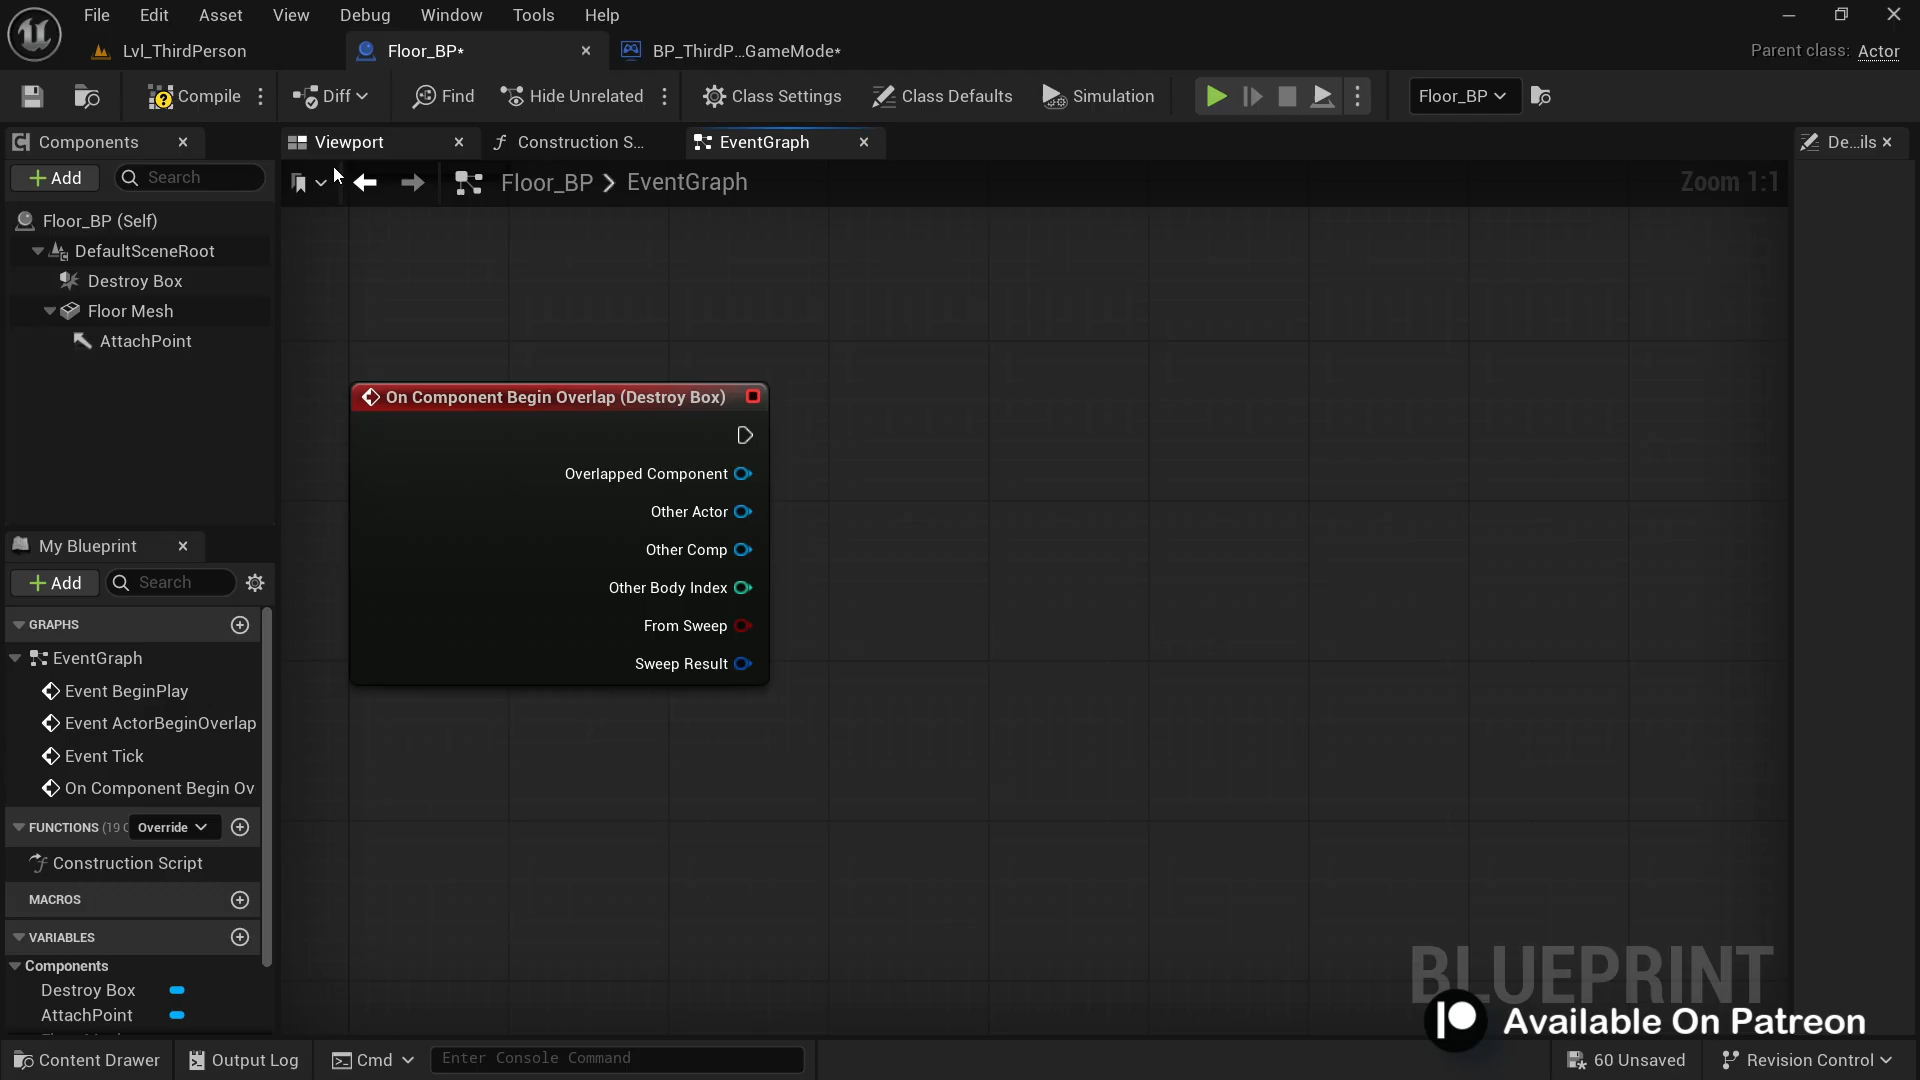 File Edit Asset View Debug Window Tools Help
Lvl_ThirdPerson Floor_BP* BP_ThirdP...GameMode* Parent class: Actor
Compile Diff Find Hide Unrelated Class Settings Class Defaults Simulation Floor_BP
Components Viewport Construction S... EventGraph De...ils
Add Search Floor_BP EventGraph Zoom 1:1
Floor_BP (Self)
DefaultSceneRoot
Destroy Box
Floor Mesh
AttachPoint
On Component Begin Overlap (Destroy Box)
Overlapped Component
Other Actor
Other Comp
Other Body Index
From Sweep
Sweep Result
My Blueprint
Add Search
GRAPHS
EventGraph
Event BeginPlay
Event ActorBeginOverlap
Event Tick
On Component Begin Ov
FUNCTIONS (19 Override
Construction Script
MACROS
VARIABLES
Components
Destroy Box
AttachPoint
BLUEPRINT
Available On Patreon
Content Drawer Output Log Cmd Enter Console Command 60 Unsaved Revision Control